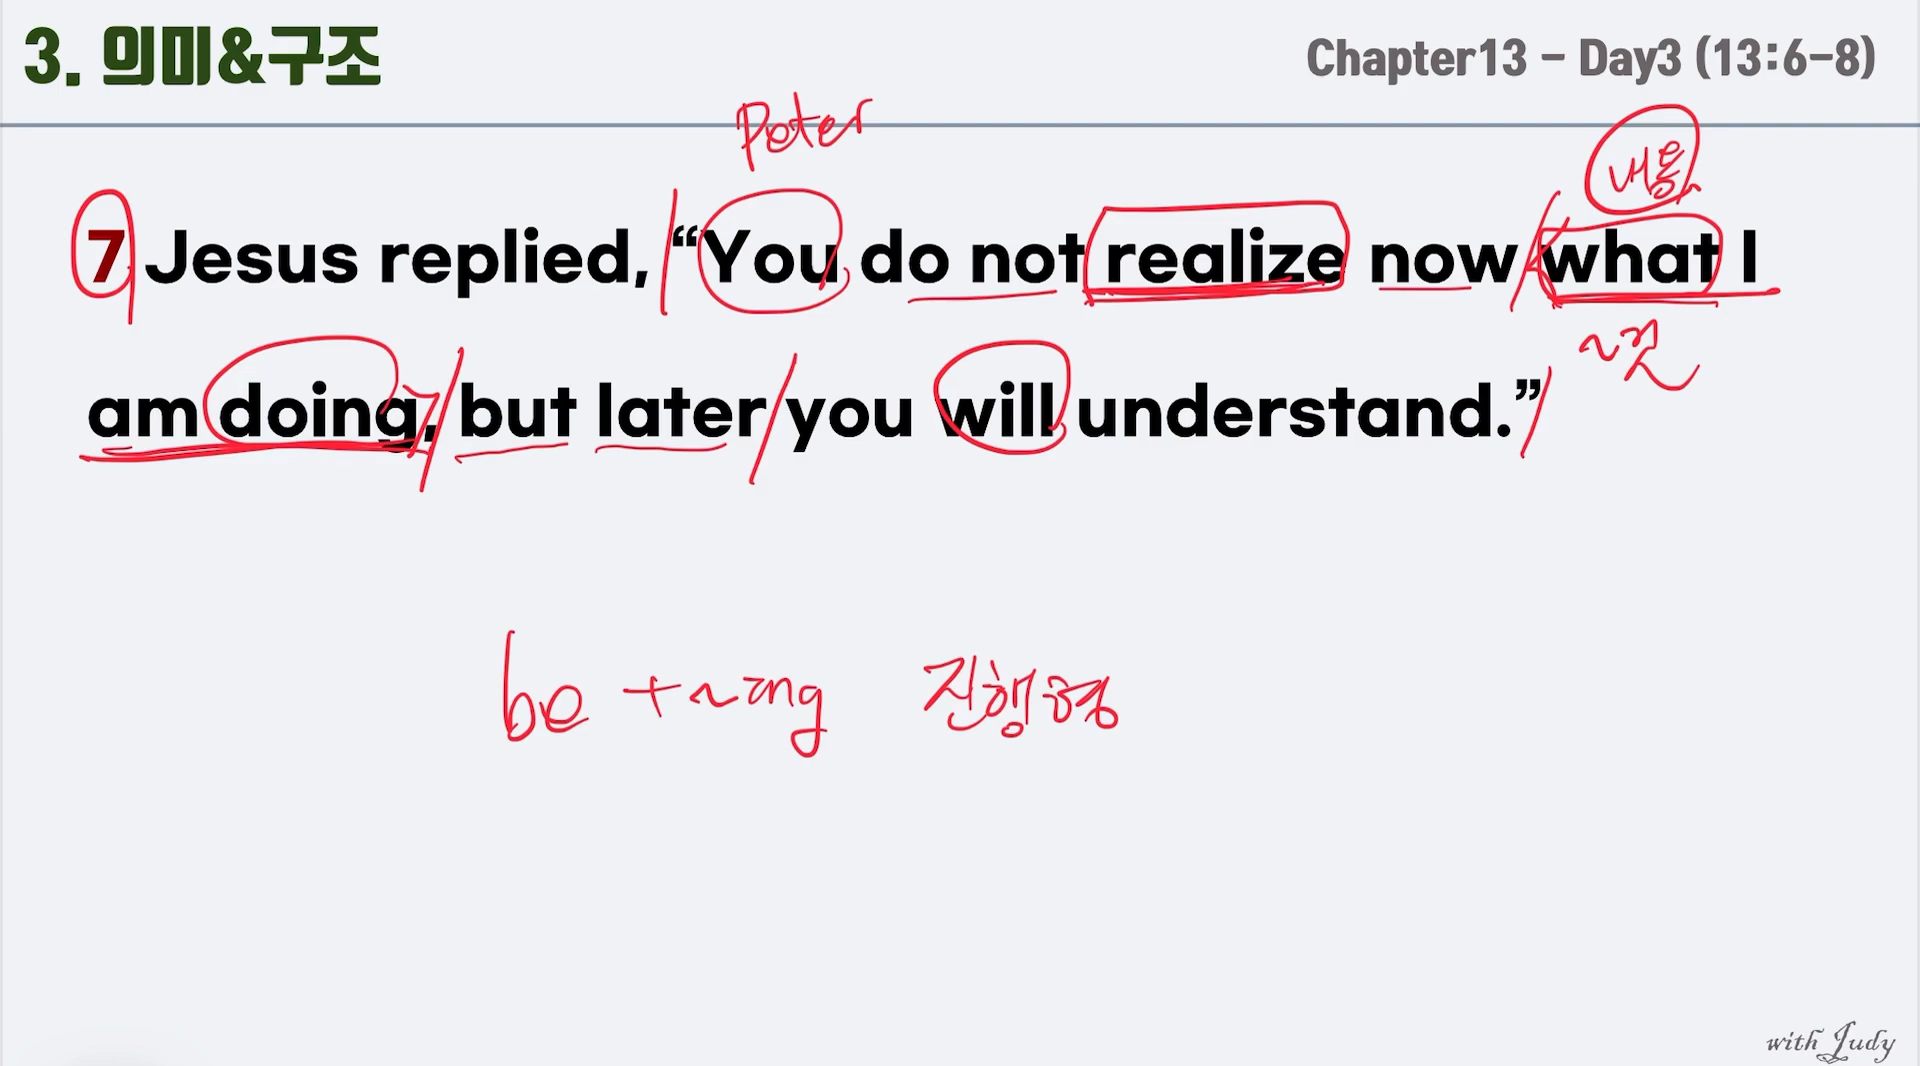 3. 의미&구조
Chapter13 - Day3 (13:6-8)
Peter
내용
7 Jesus replied, “You do not realize now what I
~것
am doing, but later you will understand.”
be + ~ing 진행형
with Judy